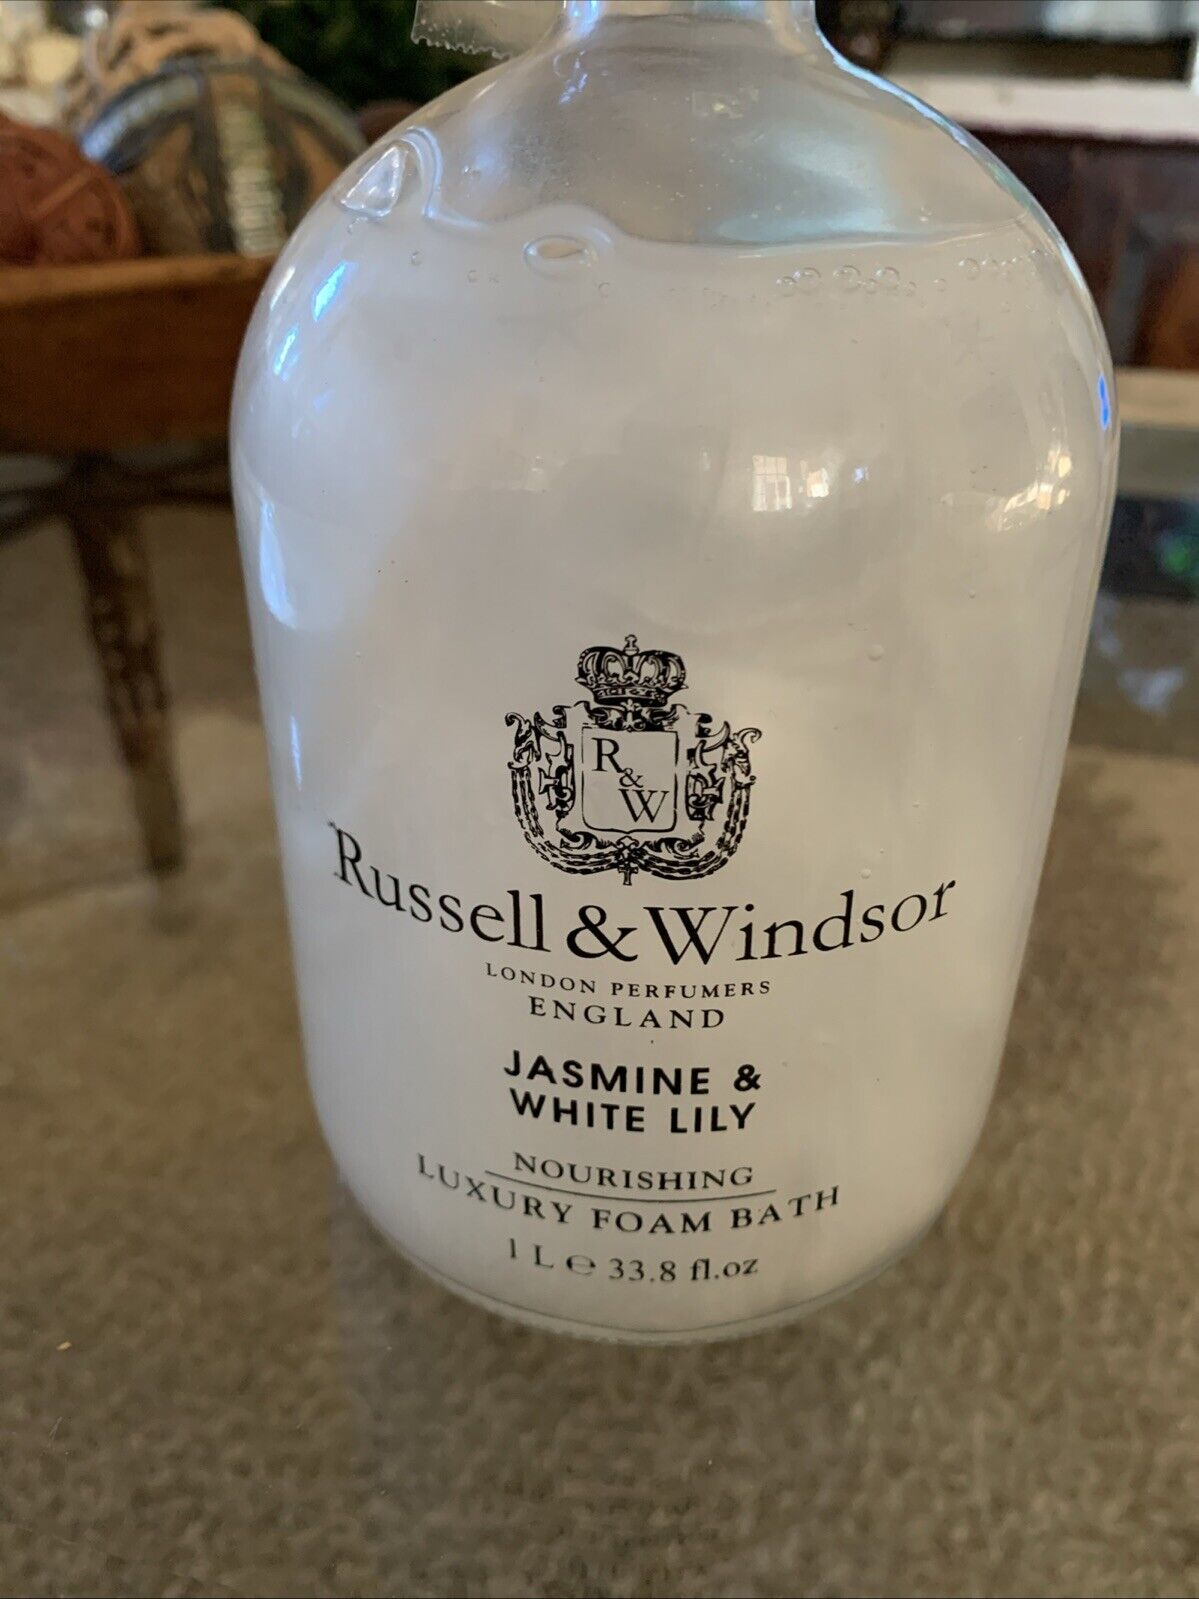 R
&
W
Russell & Windsor
LONDON PERFUMERS
ENGLAND
JASMINE &
WHITE LILY
NOURISHING
LUXURY FOAM BATH
1 L ℮ 33.8 fl.oz